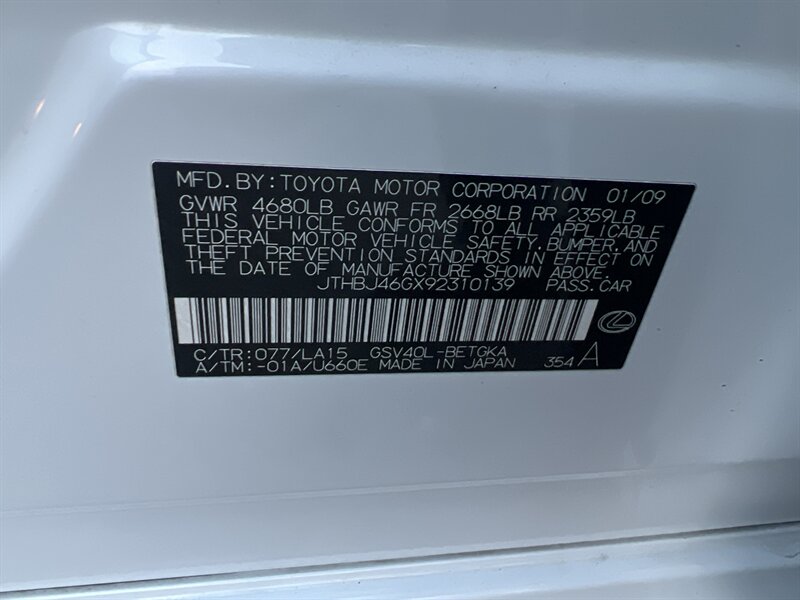 MFD.BY:TOYOTA MOTOR CORPORATION 01/09
GVWR 4680LB GAWR FR 2668LB RR 2359LB
THIS VEHICLE CONFORMS TO ALL APPLICABLE
FEDERAL MOTOR VEHICLE SAFETY.BUMPER.AND
THEFT PREVENTION STANDARDS IN EFFECT ON
THE DATE OF MANUFACTURE SHOWN ABOVE.
JTHBJ46GX92310139 PASS.CAR
C/TR:077/LA15 GSV40L-BETGKA
A/TM:-01A/U660E MADE IN JAPAN 354 A